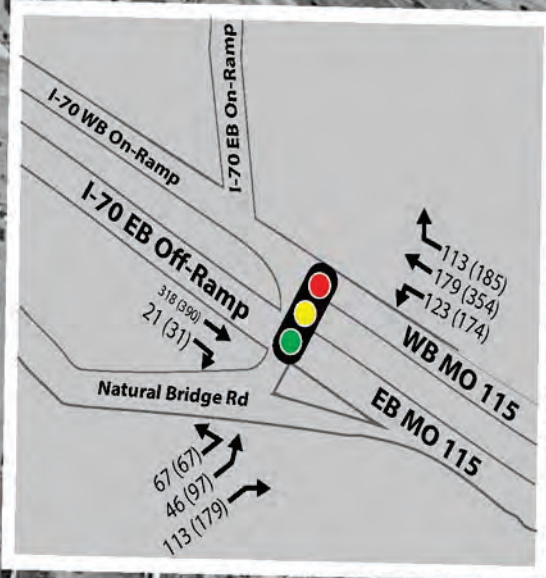 I-70 EB On-Ramp
I-70 WB On-Ramp
I-70 EB Off-Ramp
318 (390)
21 (31)
113 (185)
179 (354)
123 (174)
WB MO 115
EB MO 115
Natural Bridge Rd
67 (67)
46 (97)
113 (179)